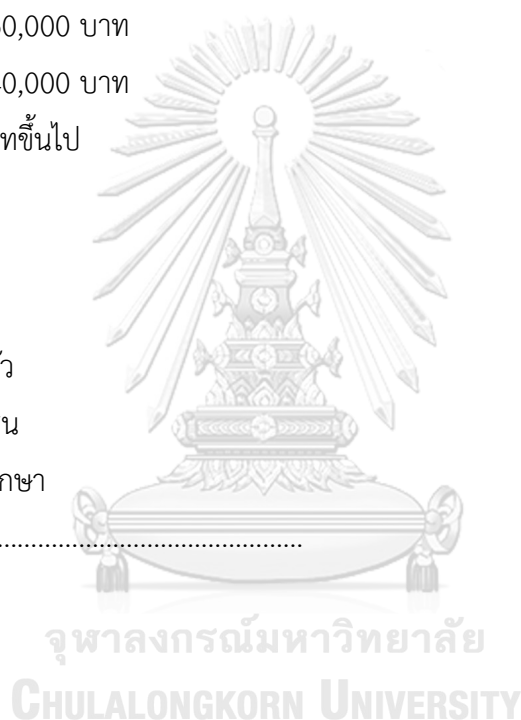 0,000 บาท
0,000 บาท
ทขึ้นไป
ัว
น
กษา
................................................
จุฬาลงกรณ์มหาวิทยาลัย
CHULALONGKORN UNIVERSITY